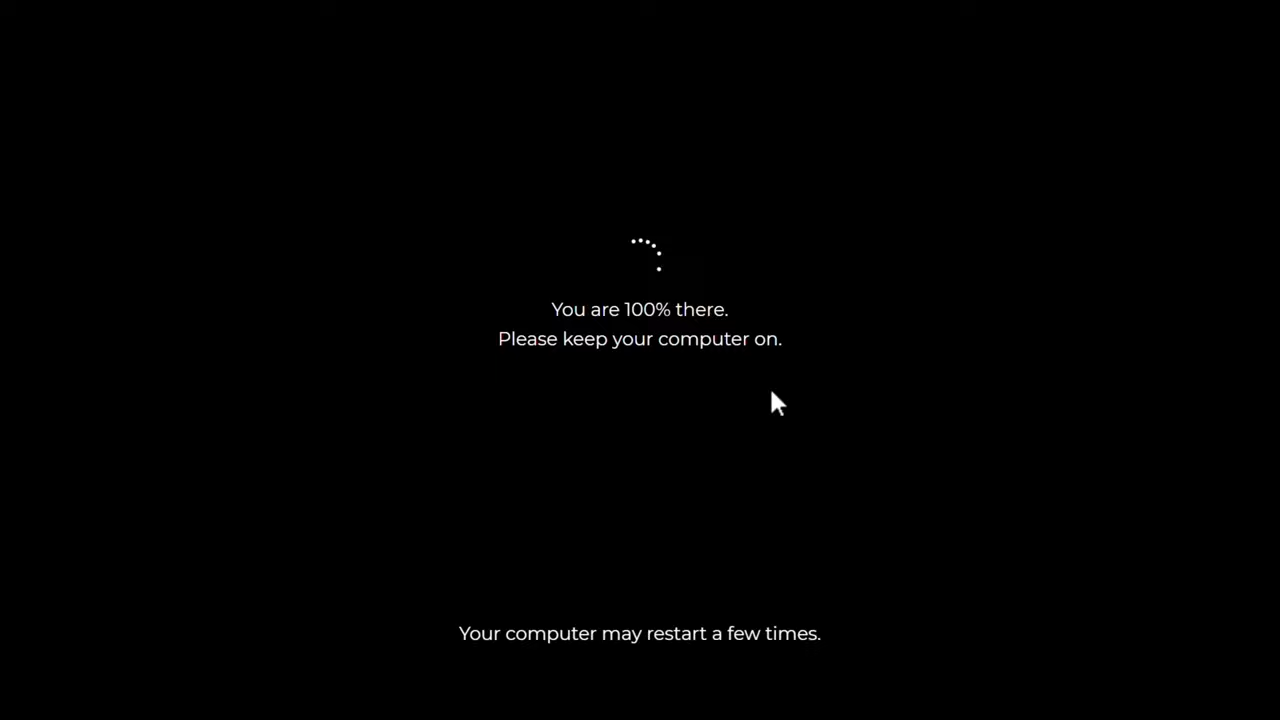 You are 100% there.
Please keep your computer on.
Your computer may restart a few times.